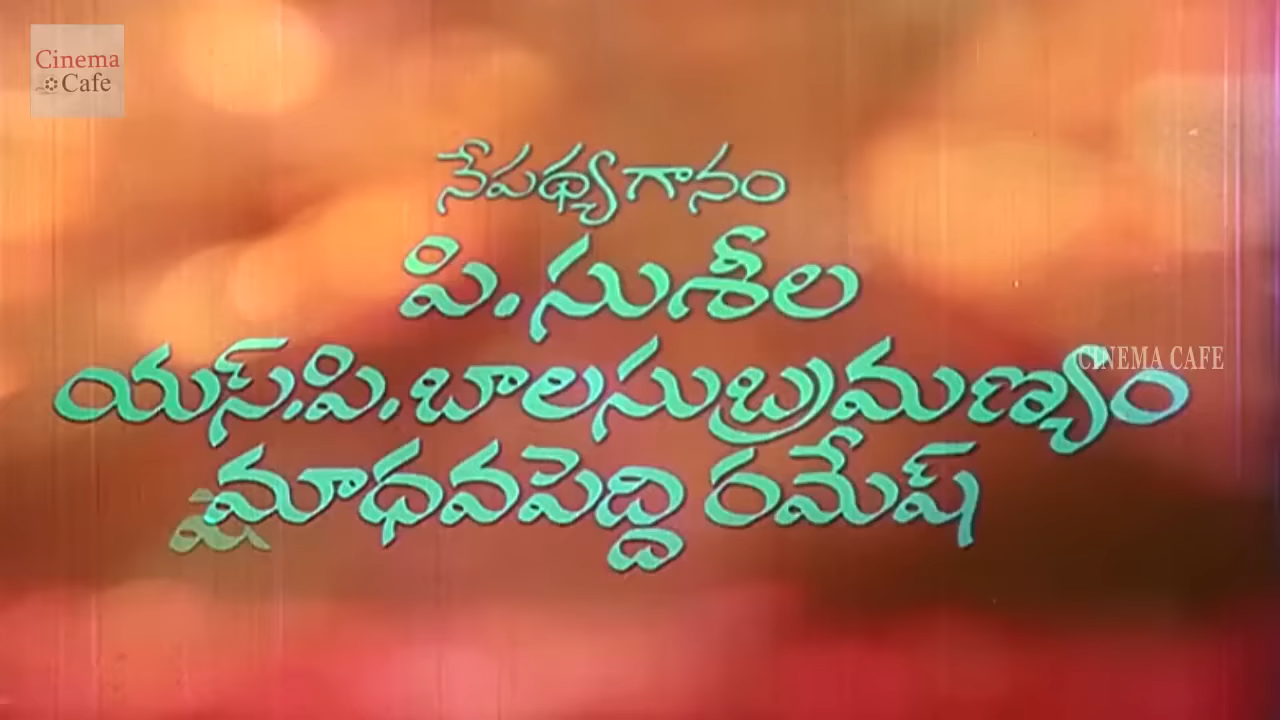 Cinema
Cafe
నేపథ్యగానం
పి. సుశీల
యస్.పి. బాలసుబ్రమణ్యం
CINEMA CAFE
మాధవపెద్ది రమేష్